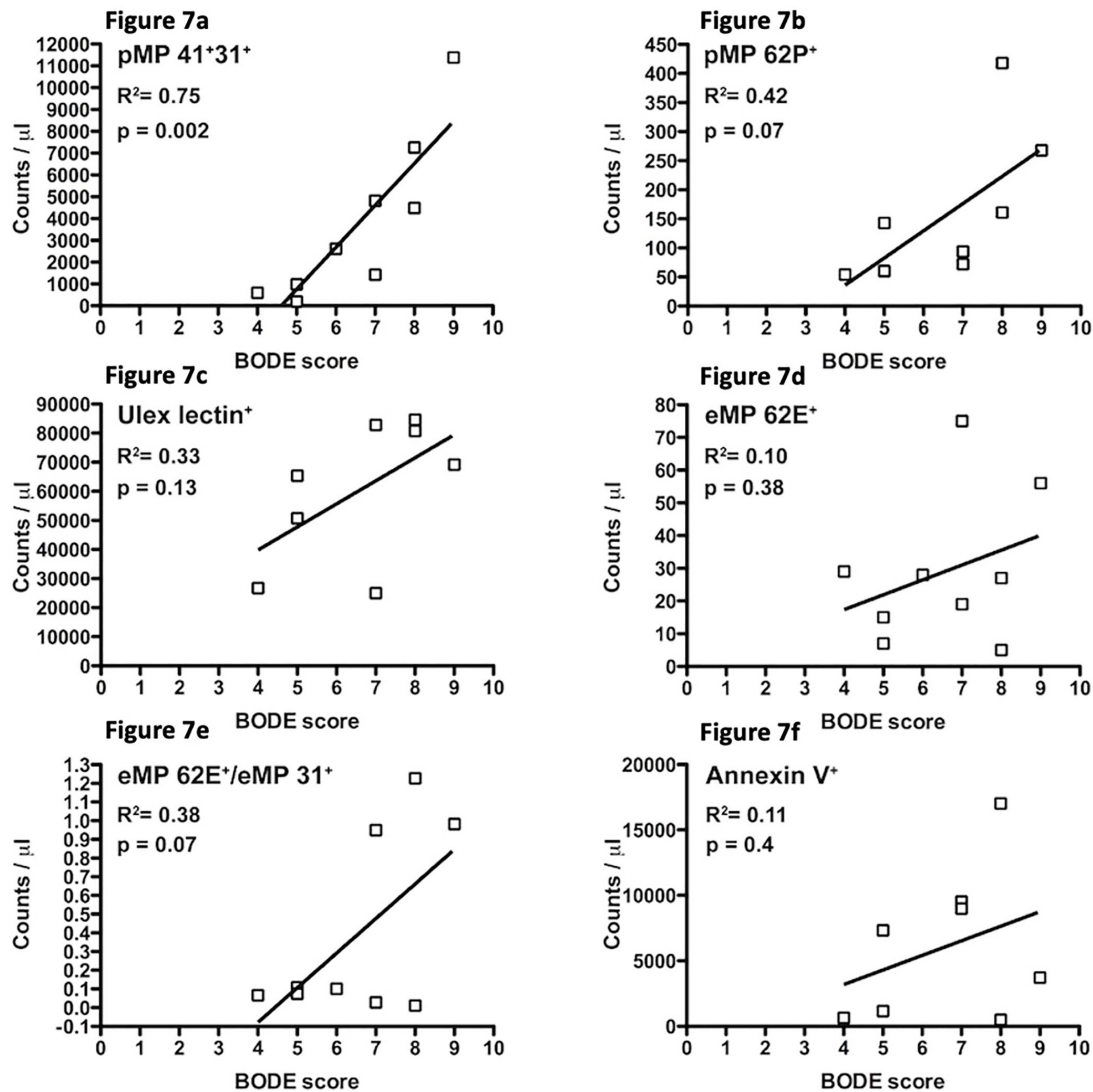 Figure 7a
pMP 41⁺31⁺
R²= 0.75
p = 0.002
Counts / μl
12000
11000
10000
9000
8000
7000
6000
5000
4000
3000
2000
1000
0
0 1 2 3 4 5 6 7 8 9 10
BODE score
Figure 7b
pMP 62P⁺
R²= 0.42
p = 0.07
Counts / μl
450
400
350
300
250
200
150
100
50
0
0 1 2 3 4 5 6 7 8 9 10
BODE score
Figure 7c
Ulex lectin⁺
R²= 0.33
p = 0.13
Counts / μl
90000
80000
70000
60000
50000
40000
30000
20000
10000
0
0 1 2 3 4 5 6 7 8 9 10
BODE score
Figure 7d
eMP 62E⁺
R²= 0.10
p = 0.38
Counts / μl
80
70
60
50
40
30
20
10
0
0 1 2 3 4 5 6 7 8 9 10
BODE score
Figure 7e
eMP 62E⁺/eMP 31⁺
R²= 0.38
p = 0.07
Counts / μl
1.3
1.2
1.1
1.0
0.9
0.8
0.7
0.6
0.5
0.4
0.3
0.2
0.1
0.0
-0.1
0 1 2 3 4 5 6 7 8 9 10
BODE score
Figure 7f
Annexin V⁺
R²= 0.11
p = 0.4
Counts / μl
20000
15000
10000
5000
0
0 1 2 3 4 5 6 7 8 9 10
BODE score